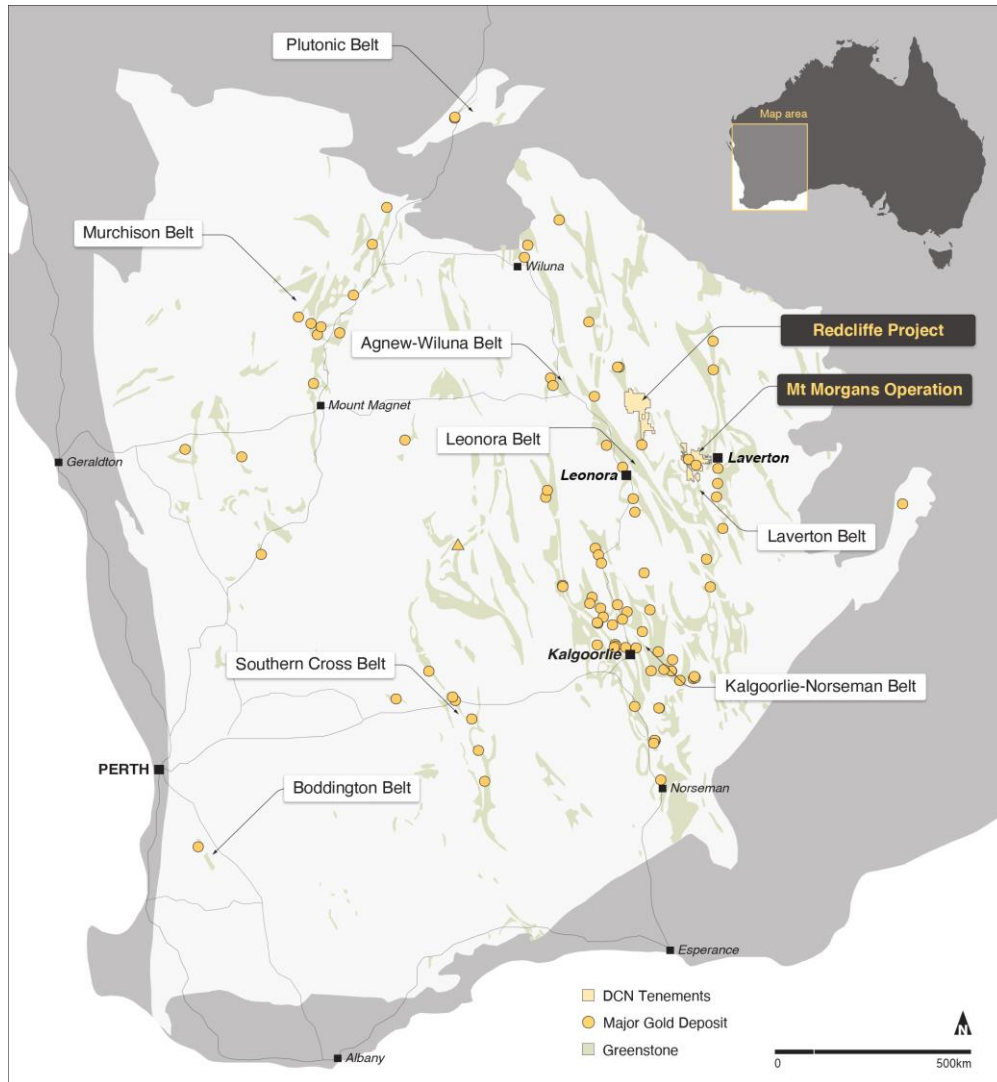 Plutonic Belt
Map area
Murchison Belt
Wiluna
Redcliffe Project
Agnew-Wiluna Belt
Mt Morgans Operation
Mount Magnet
Leonora Belt
Geraldton
Laverton
Leonora
Laverton Belt
Southern Cross Belt
Kalgoorlie
Kalgoorlie-Norseman Belt
PERTH
Boddington Belt
Norseman
Esperance
DCN Tenements
Major Gold Deposit
Greenstone
N
0 500km
Albany